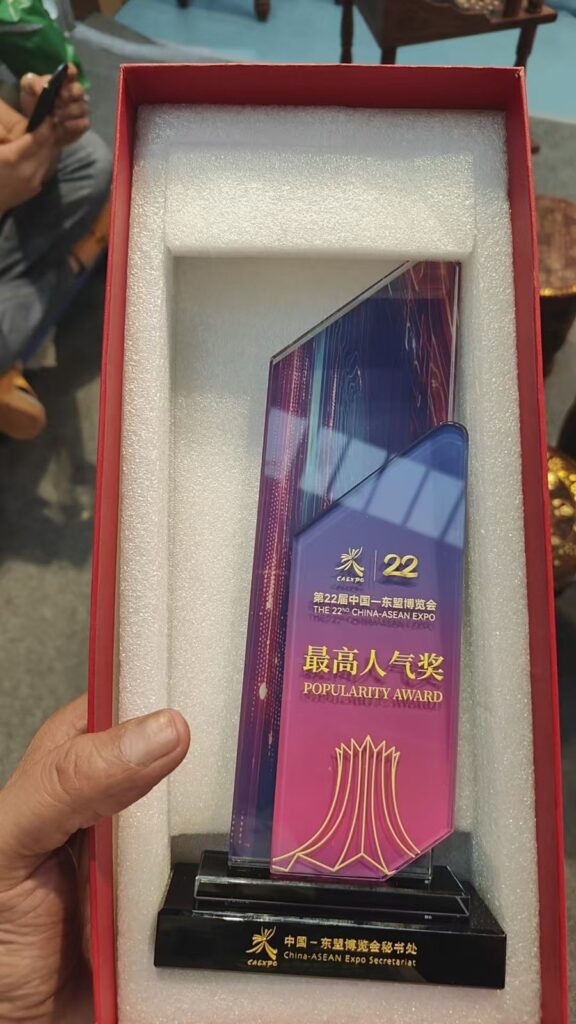 CAEXPO 22
第22届中国—东盟博览会
THE 22ND CHINA-ASEAN EXPO
最高人气奖
POPULARITY AWARD
CAEXPO
中国—东盟博览会秘书处
China-ASEAN Expo Secretariat